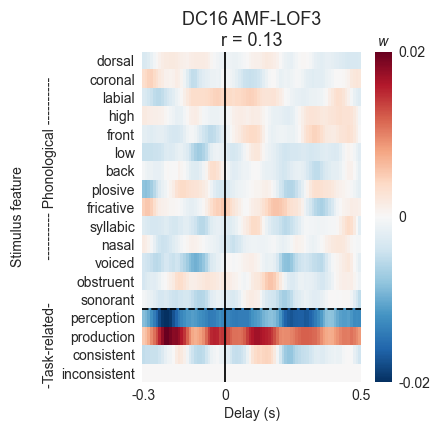 DC16 AMF-LOF3
r = 0.13
w
dorsal
coronal
labial
high
front
low
back
plosive
fricative
syllabic
nasal
voiced
obstruent
sonorant
perception
production
consistent
inconsistent
Stimulus feature
-Task-related- ---------- Phonological ----------
0.02
0
-0.02
-0.3 0 0.5
Delay (s)